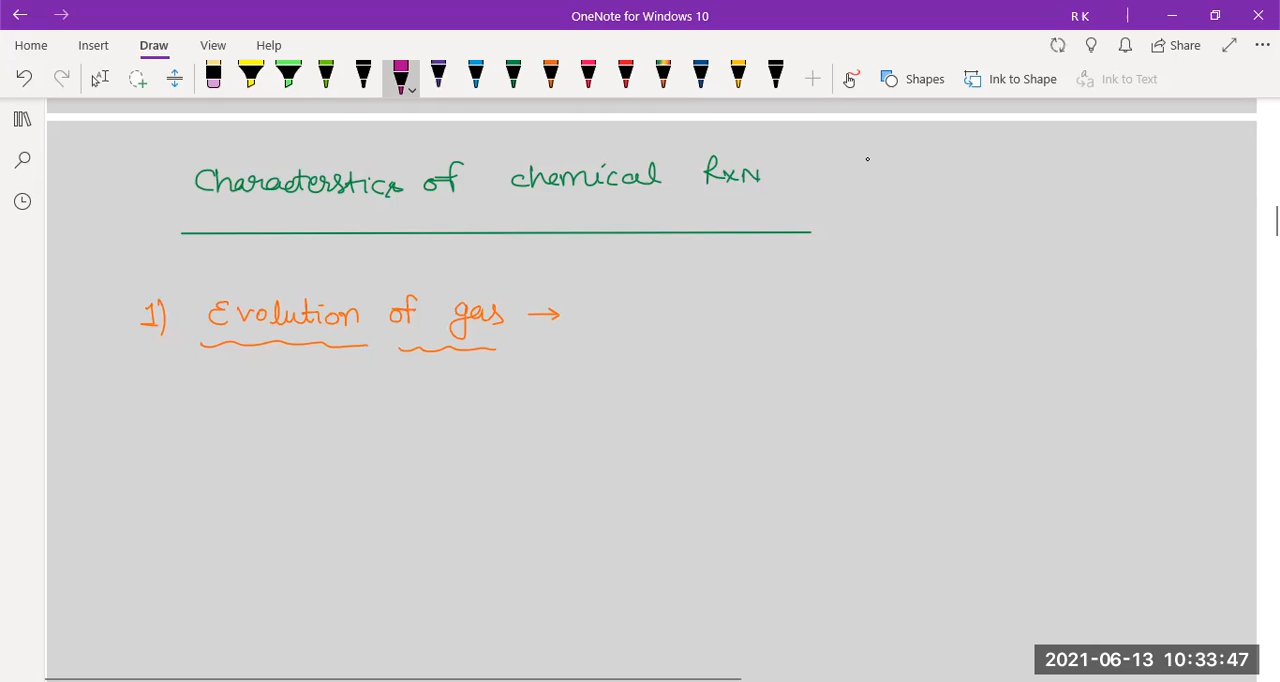 OneNote for Windows 10
R K
Home Insert Draw View Help
Share
Shapes Ink to Shape Ink to Text
Characterstics of chemical RxN
1) Evolution of gas →
2021-06-13 10:33:47